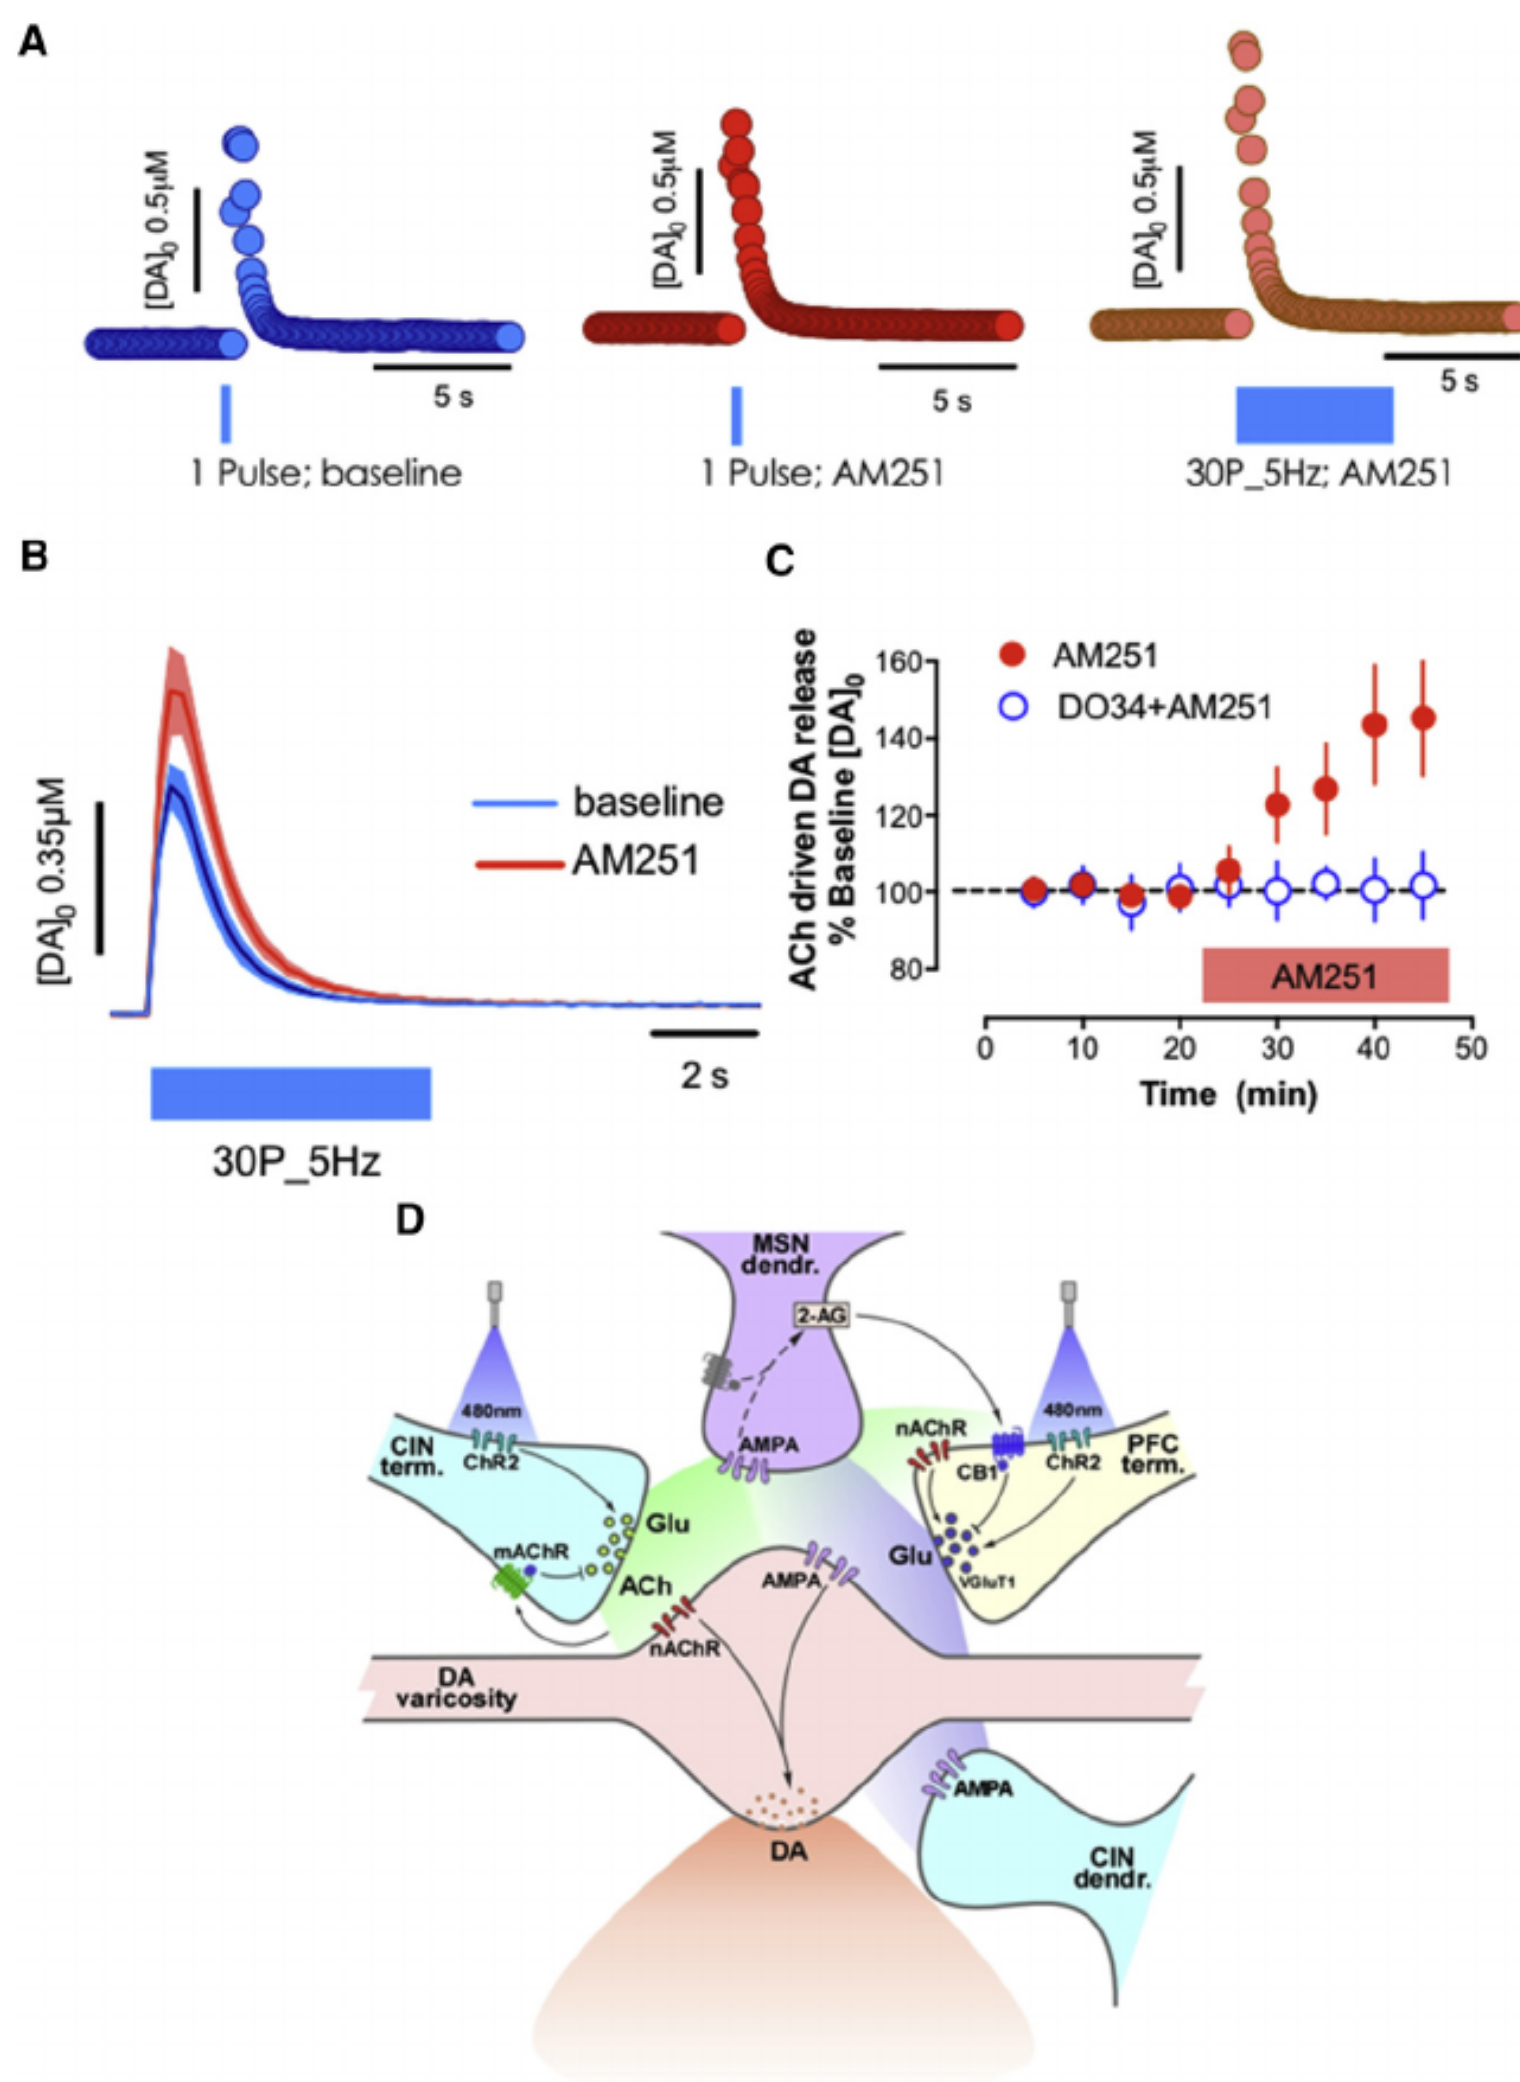 A
[DA]0 0.5μM
[DA]0 0.5μM
[DA]0 0.5μM
5 s
5 s
5 s
1 Pulse; baseline
1 Pulse; AM251
30P_5Hz; AM251
B
[DA]0 0.35μM
baseline
AM251
2 s
30P_5Hz
C
ACh driven DA release
% Baseline [DA]0
160
140
120
100
80
AM251
DO34+AM251
AM251
0 10 20 30 40 50
Time (min)
D
MSN
dendr.
2-AG
480nm
480nm
CIN
term.
ChR2
AMPA
nAChR
CB1
ChR2
PFC
term.
Glu
mAChR
ACh
AMPA
Glu
VGluT1
nAChR
DA
varicosity
AMPA
DA
CIN
dendr.